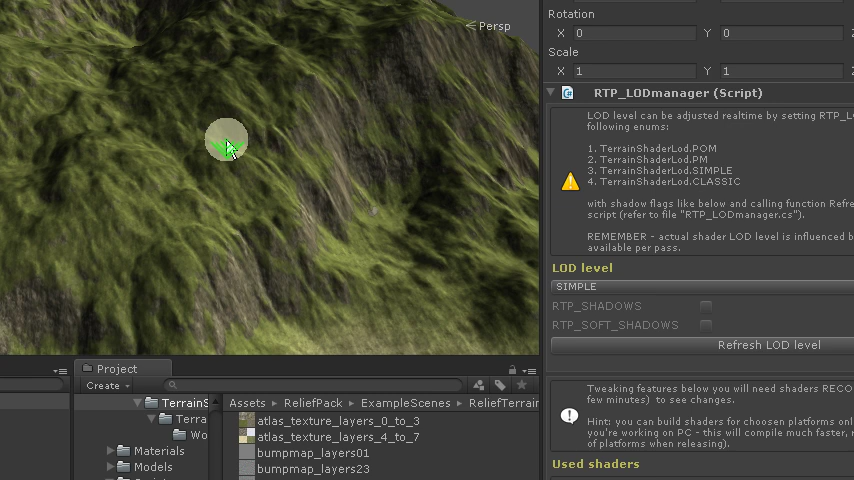 Persp
Rotation
X 0 Y 0
Scale
X 1 Y 1
RTP_LODmanager (Script)
LOD level can be adjusted realtime by setting
following enums:
1. TerrainShaderLod.POM
2. TerrainShaderLod.PM
3. TerrainShaderLod.SIMPLE
4. TerrainShaderLod.CLASSIC
with shadow flags like below and calling function
script (refer to file "RTP_LODmanager.cs").
REMEMBER - actual shader LOD level is influenced
available per pass.
LOD level
SIMPLE
RTP_SHADOWS
RTP_SOFT_SHADOWS
Refresh LOD level
Project
Create
Assets ReliefPack ExampleScenes ReliefTerrain
Materials
Models
atlas_texture_layers_0_to_3
atlas_texture_layers_4_to_7
bumpmap_layers01
bumpmap_layers23
Tweaking features below you will need shaders
few minutes) to see changes.
Hint: you can build shaders for choosen platforms
you're working on PC - this will compile much faster,
of platforms when releasing).
Used shaders